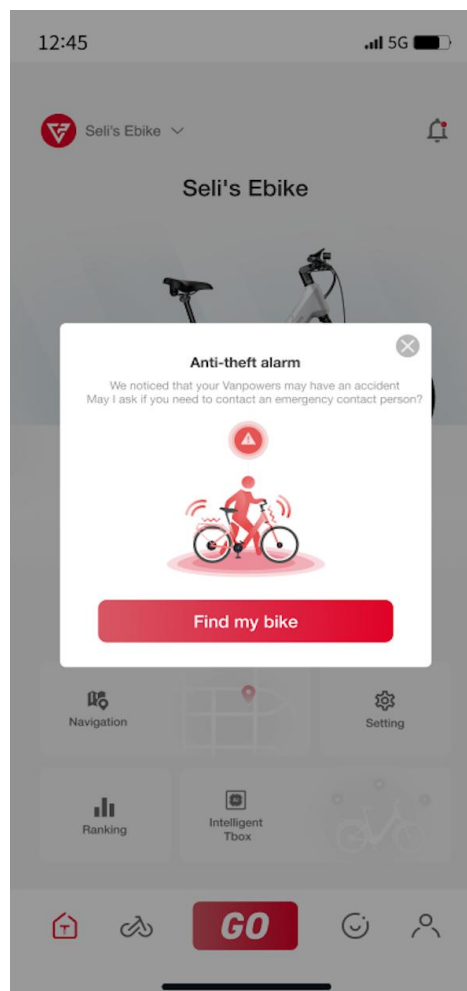 12:45
5G
Seli's Ebike
Seli's Ebike
Anti-theft alarm
We noticed that your Vanpowers may have an accident
May I ask if you need to contact an emergency contact person?
Find my bike
Navigation
Setting
Ranking
Intelligent
Tbox
GO